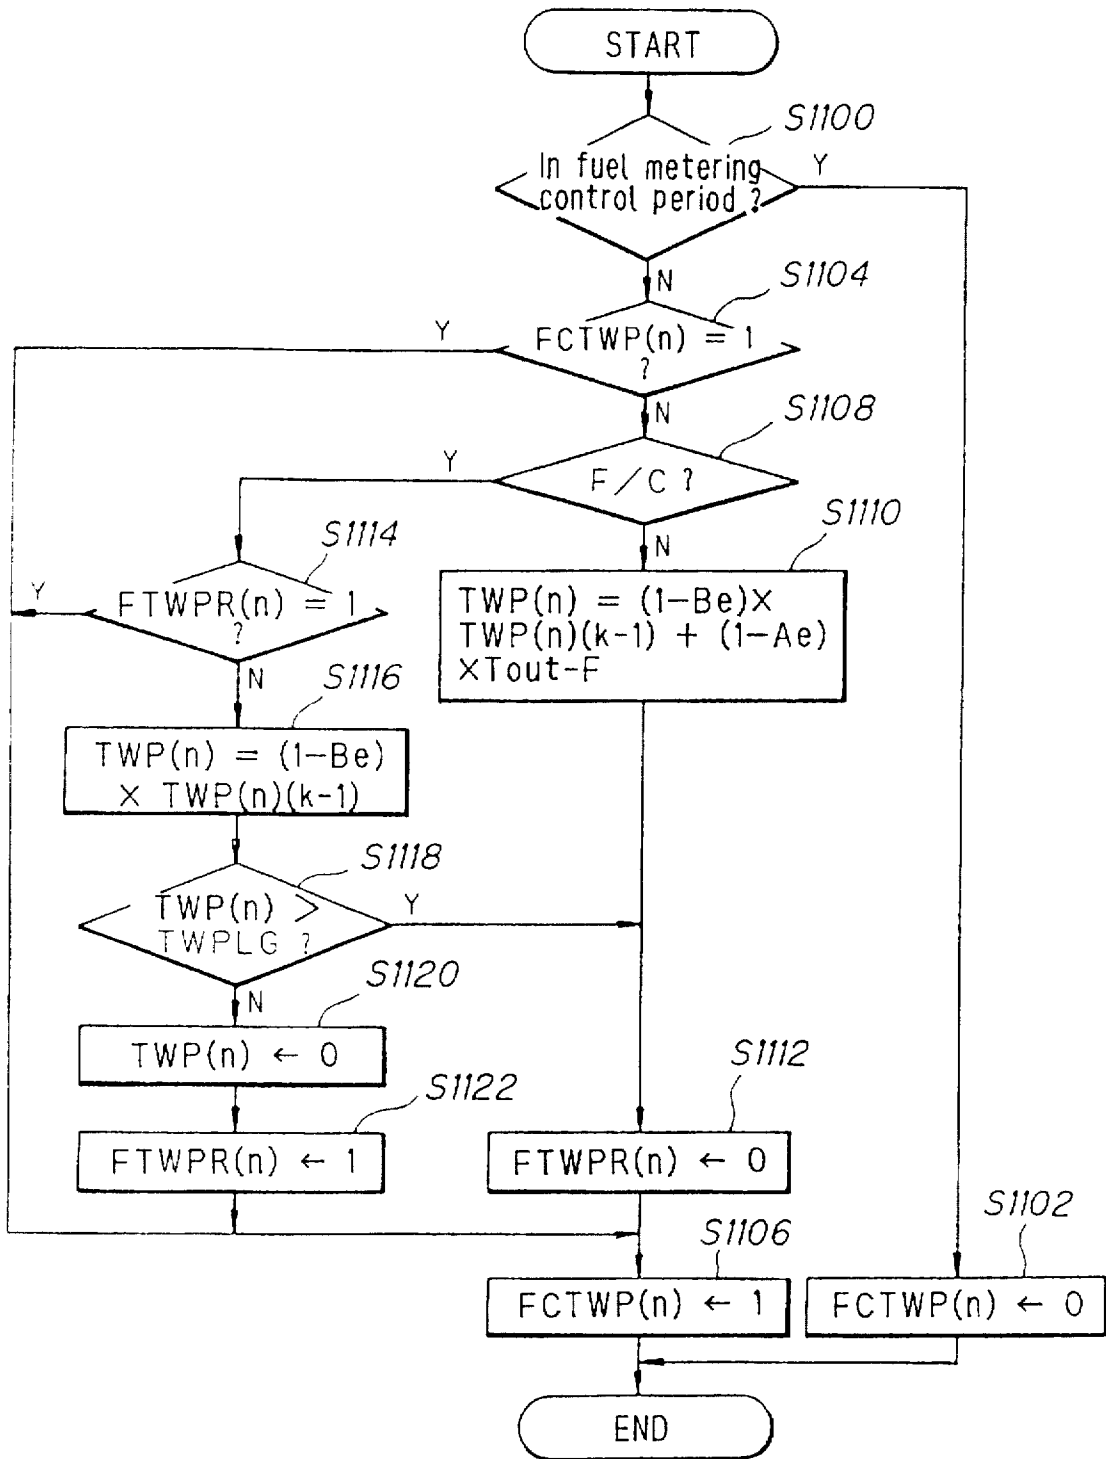 START
S1100
In fuel metering
control period ?
Y
N
S1104
Y
FCTWP(n) = 1
?
N
S1108
Y
F/C ?
N
S1110
TWP(n) = (1-Be)×
TWP(n)(k-1) + (1-Ae)
×Tout-F
S1114
Y
FTWPR(n) = 1
?
N
S1116
TWP(n) = (1-Be)
× TWP(n)(k-1)
S1118
TWP(n) >
TWPLG ?
Y
N
S1120
TWP(n) ← 0
S1122
FTWPR(n) ← 1
S1112
FTWPR(n) ← 0
S1106
FCTWP(n) ← 1
S1102
FCTWP(n) ← 0
END